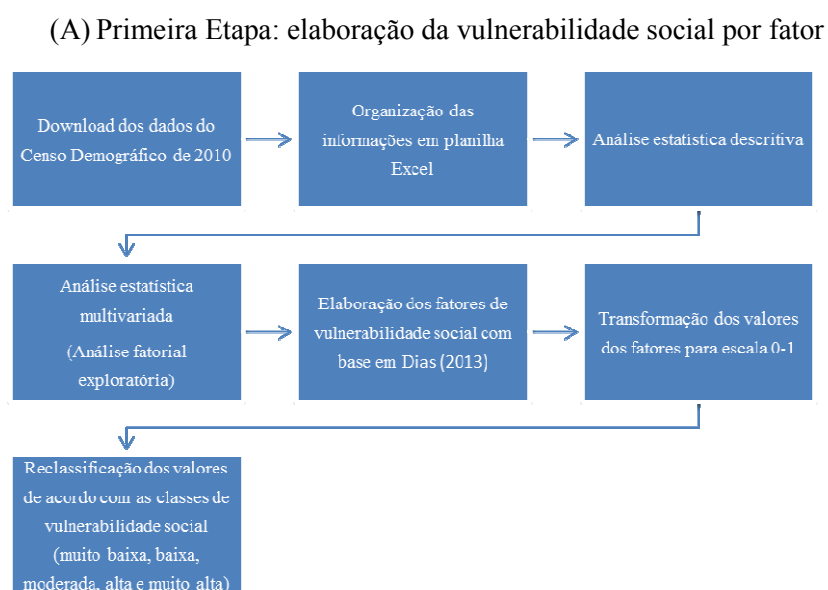 (A) Primeira Etapa: elaboração da vulnerabilidade social por fator
Download dos dados do
Censo Demográfico de 2010
Organização das
informações em planilha
Excel
Análise estatística descritiva
Análise estatística
multivariada
(Análise fatorial
exploratória)
Elaboração dos fatores de
vulnerabilidade social com
base em Dias (2013)
Transformação dos valores
dos fatores para escala 0-1
Reclassificação dos valores
de acordo com as classes de
vulnerabilidade social
(muito baixa, baixa,
moderada, alta e muito alta)